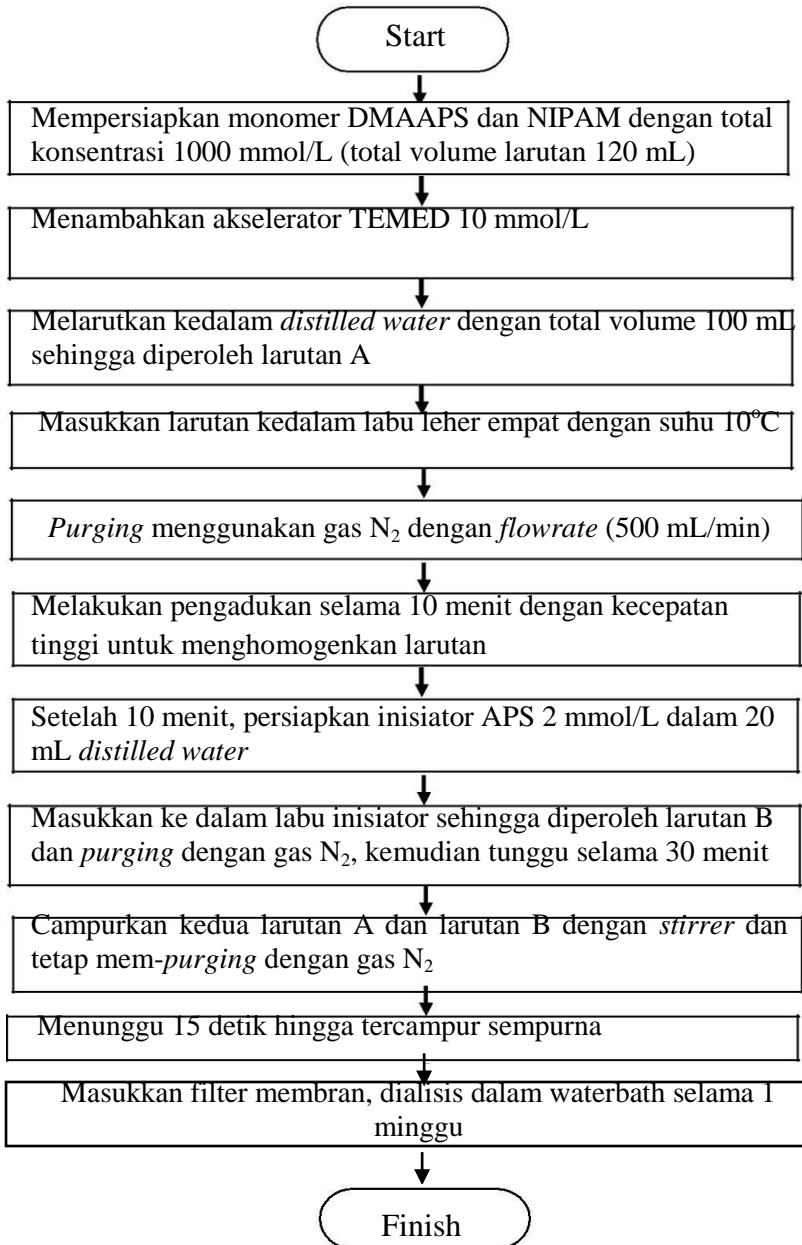 Start
Mempersiapkan monomer DMAAPS dan NIPAM dengan total
konsentrasi 1000 mmol/L (total volume larutan 120 mL)
Menambahkan akselerator TEMED 10 mmol/L
Melarutkan kedalam distilled water dengan total volume 100 mL
sehingga diperoleh larutan A
Masukkan larutan kedalam labu leher empat dengan suhu 10°C
Purging menggunakan gas N₂ dengan flowrate (500 mL/min)
Melakukan pengadukan selama 10 menit dengan kecepatan
tinggi untuk menghomogenkan larutan
Setelah 10 menit, persiapkan inisiator APS 2 mmol/L dalam 20
mL distilled water
Masukkan ke dalam labu inisiator sehingga diperoleh larutan B
dan purging dengan gas N₂, kemudian tunggu selama 30 menit
Campurkan kedua larutan A dan larutan B dengan stirrer dan
tetap mem-purging dengan gas N₂
Menunggu 15 detik hingga tercampur sempurna
Masukkan filter membran, dialisis dalam waterbath selama 1
minggu
Finish